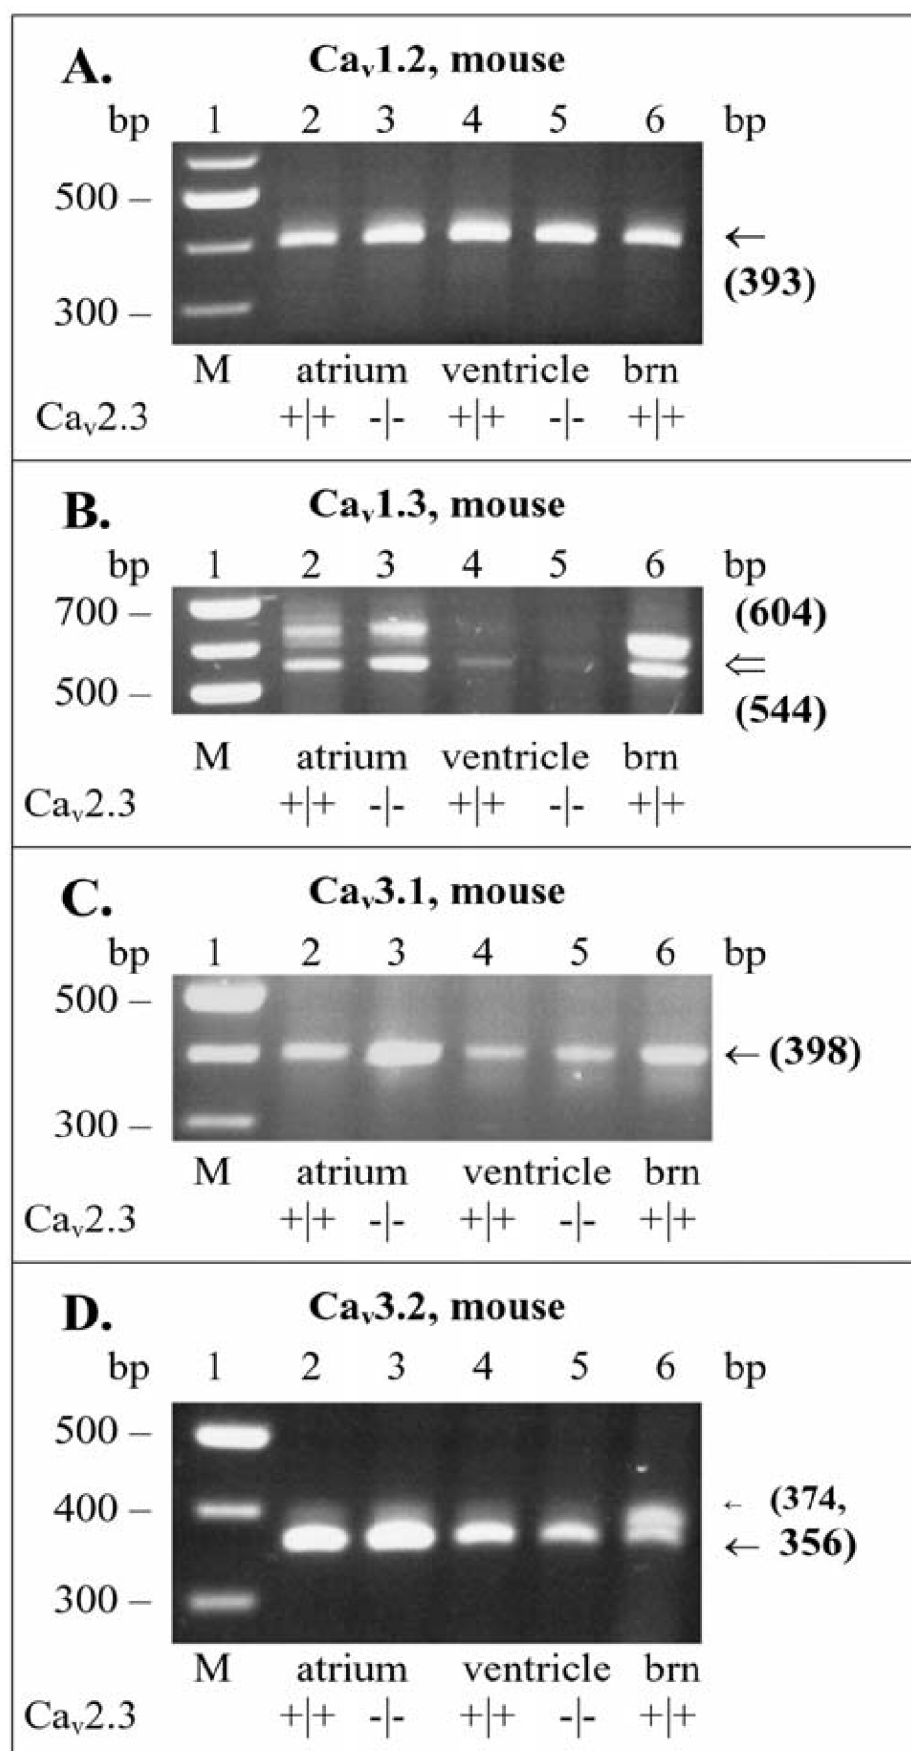 A. Cav1.2, mouse
bp 1 2 3 4 5 6 bp
500 –
←
(393)
300 –
M atrium ventricle brn
Cav2.3 +|+ -|- +|+ -|- +|+
B. Cav1.3, mouse
bp 1 2 3 4 5 6 bp
700 – (604)
⇐
500 –
(544)
M atrium ventricle brn
Cav2.3 +|+ -|- +|+ -|- +|+
C. Cav3.1, mouse
bp 1 2 3 4 5 6 bp
500 –
← (398)
300 –
M atrium ventricle brn
Cav2.3 +|+ -|- +|+ -|- +|+
D. Cav3.2, mouse
bp 1 2 3 4 5 6 bp
500 –
400 – ← (374,
← 356)
300 –
M atrium ventricle brn
Cav2.3 +|+ -|- +|+ -|- +|+